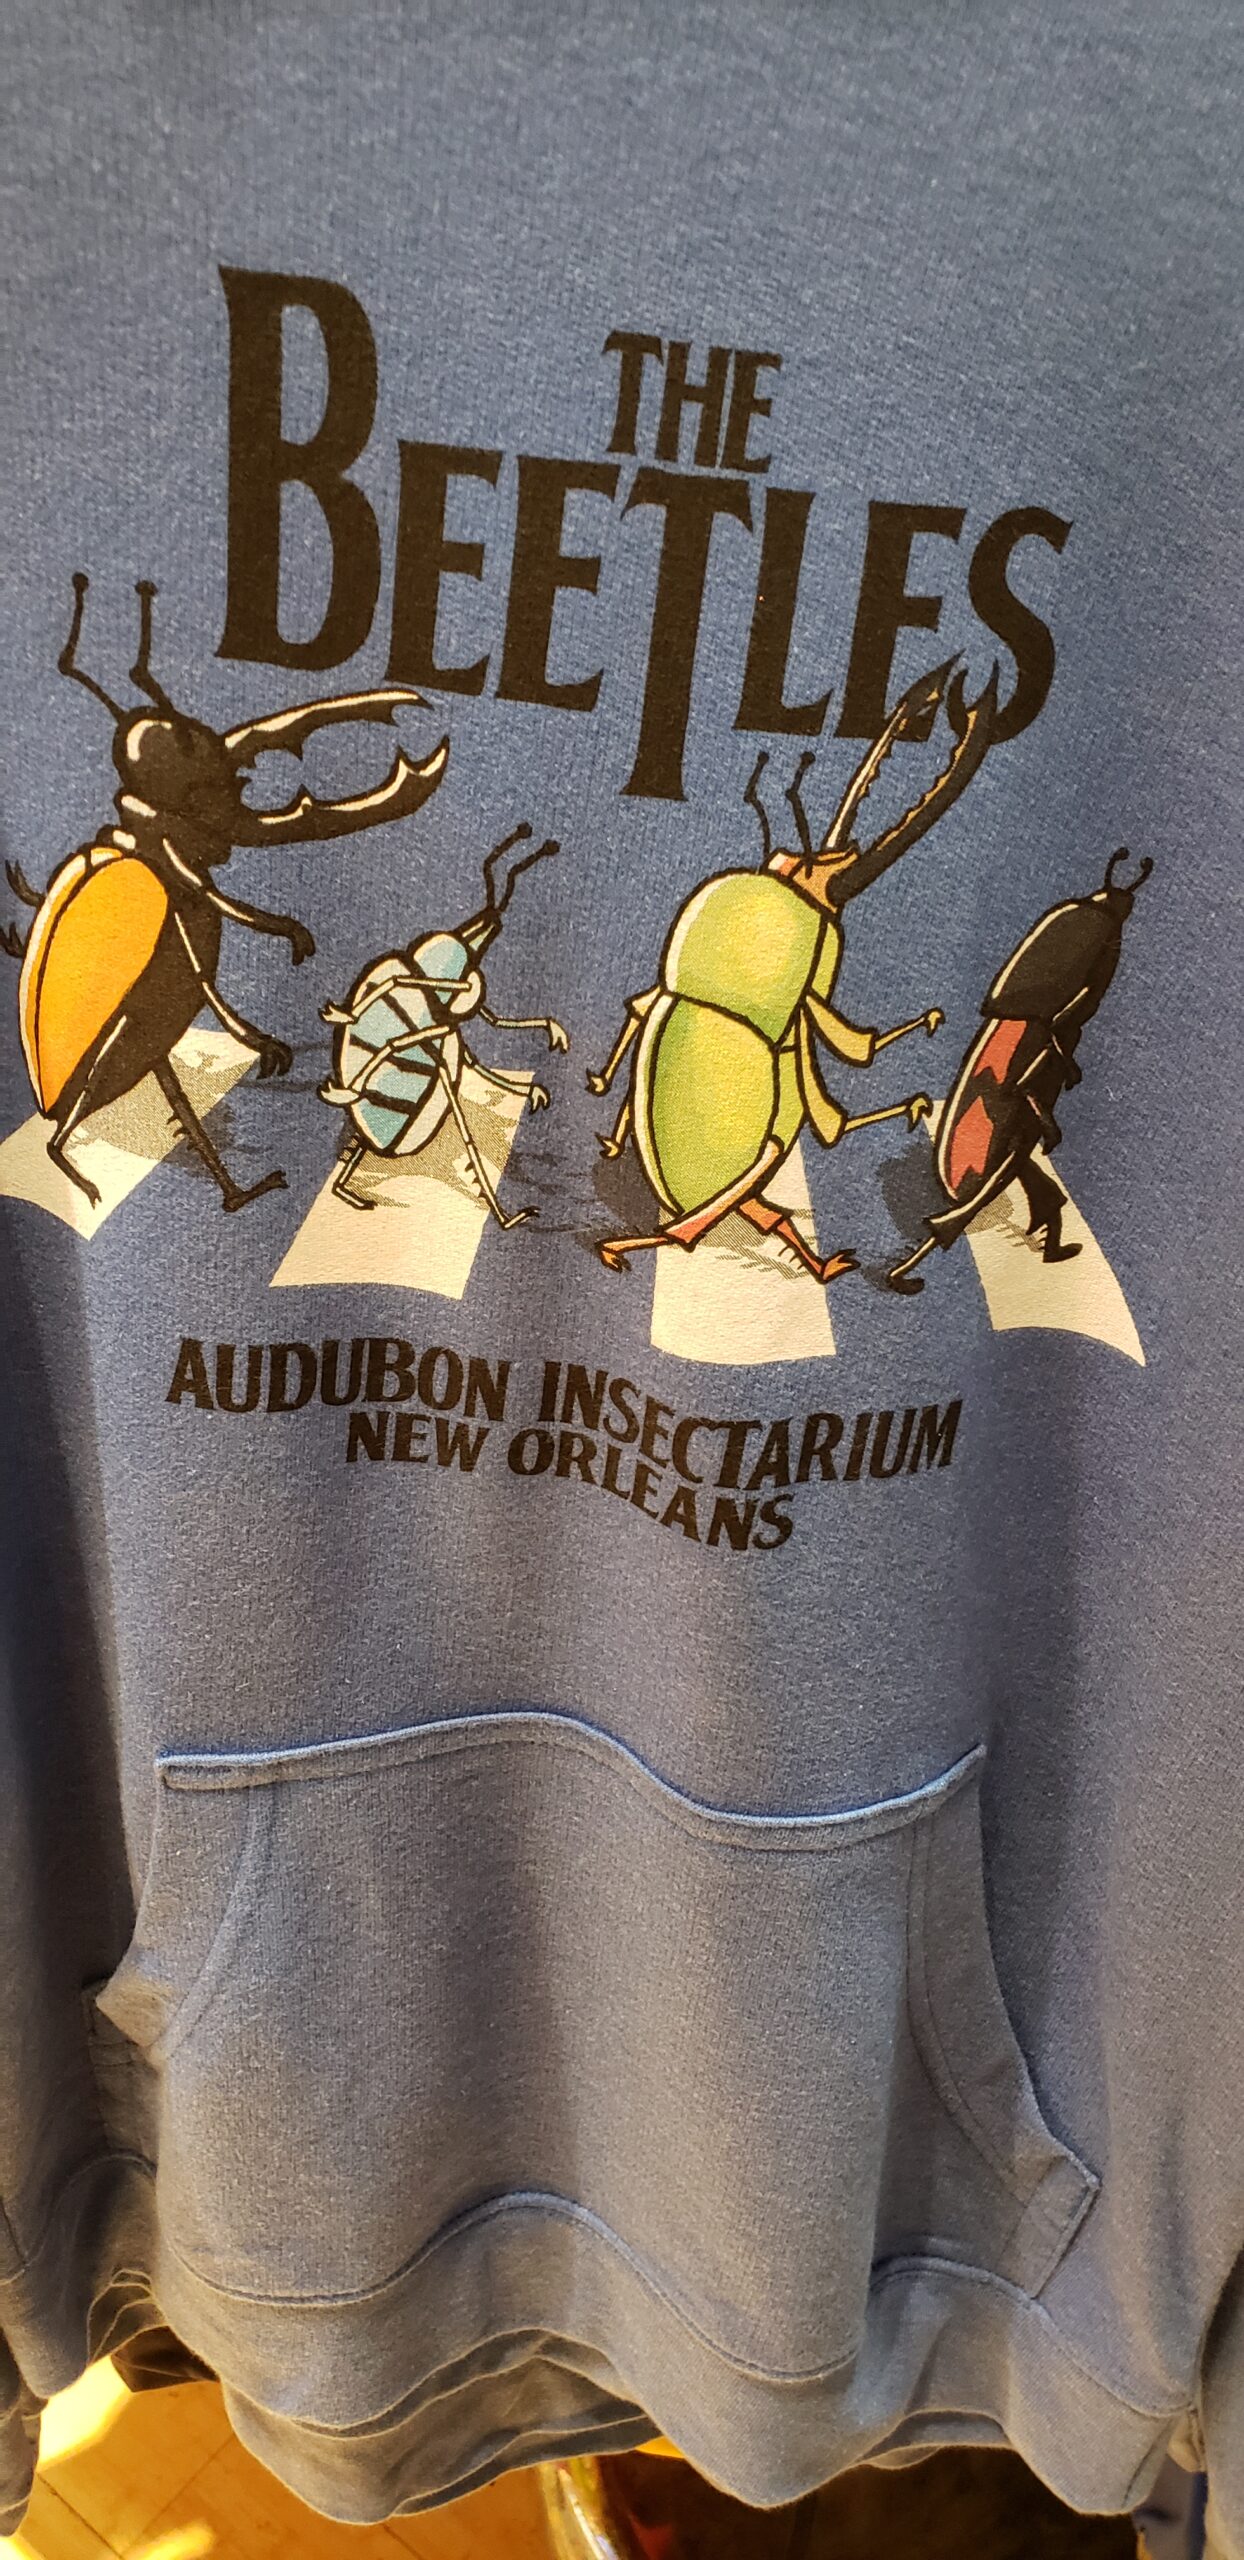 THE
BEETLES
AUDUBON INSECTARIUM
NEW ORLEANS